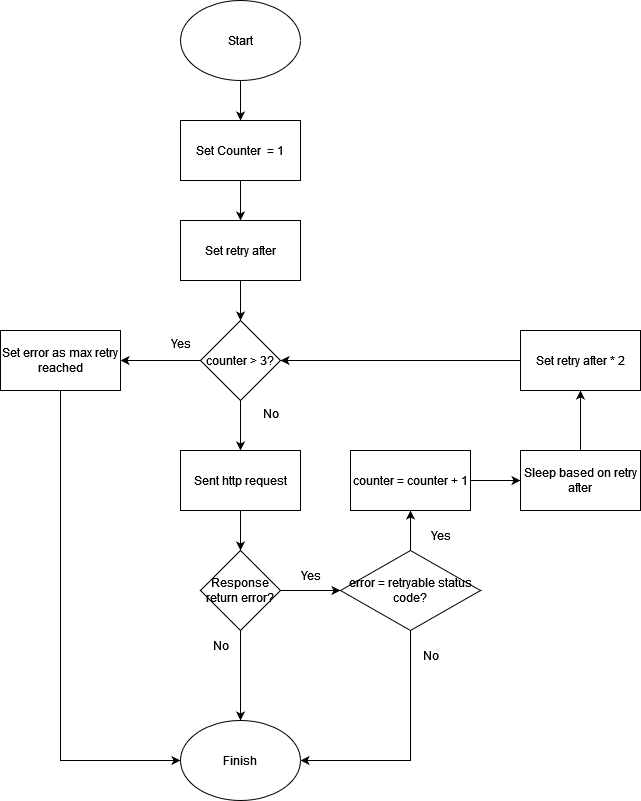 Start
Set Counter = 1
Set retry after
Set error as max retry
reached
Yes
counter > 3?
Set retry after * 2
No
Sent http request
counter = counter + 1
Sleep based on retry
after
Yes
Response
return error?
Yes
error = retryable status
code?
No
No
Finish